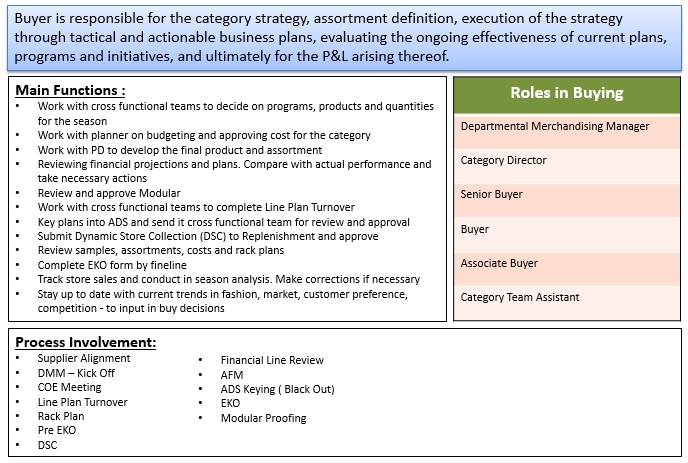 Buyer is responsible for the category strategy, assortment definition, execution of the strategy
through tactical and actionable business plans, evaluating the ongoing effectiveness of current plans,
programs and initiatives, and ultimately for the P&L arising thereof.
Main Functions :
• Work with cross functional teams to decide on programs, products and quantities
for the season
• Work with planner on budgeting and approving cost for the category
• Work with PD to develop the final product and assortment
• Reviewing financial projections and plans. Compare with actual performance and
take necessary actions
• Review and approve Modular
• Work with cross functional teams to complete Line Plan Turnover
• Key plans into ADS and send it cross functional team for review and approval
• Submit Dynamic Store Collection (DSC) to Replenishment and approve
• Review samples, assortments, costs and rack plans
• Complete EKO form by fineline
• Track store sales and conduct in season analysis. Make corrections if necessary
• Stay up to date with current trends in fashion, market, customer preference,
competition - to input in buy decisions
Roles in Buying
Departmental Merchandising Manager
Category Director
Senior Buyer
Buyer
Associate Buyer
Category Team Assistant
Process Involvement:
• Supplier Alignment
• DMM – Kick Off
• COE Meeting
• Line Plan Turnover
• Rack Plan
• Pre EKO
• DSC
• Financial Line Review
• AFM
• ADS Keying ( Black Out)
• EKO
• Modular Proofing